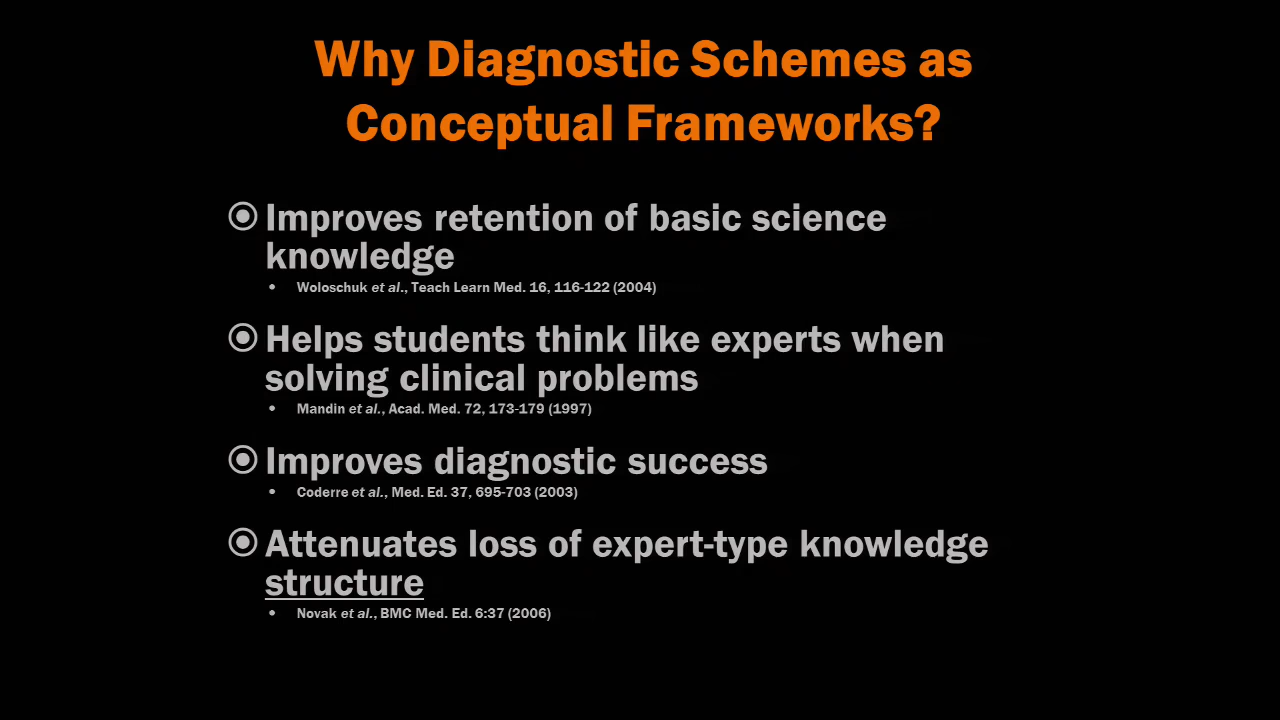 Why Diagnostic Schemes as
Conceptual Frameworks?
Improves retention of basic science
knowledge
• Woloschuk et al., Teach Learn Med. 16, 116-122 (2004)
Helps students think like experts when
solving clinical problems
• Mandin et al., Acad. Med. 72, 173-179 (1997)
Improves diagnostic success
• Coderre et al., Med. Ed. 37, 695-703 (2003)
Attenuates loss of expert-type knowledge
structure
• Novak et al., BMC Med. Ed. 6:37 (2006)